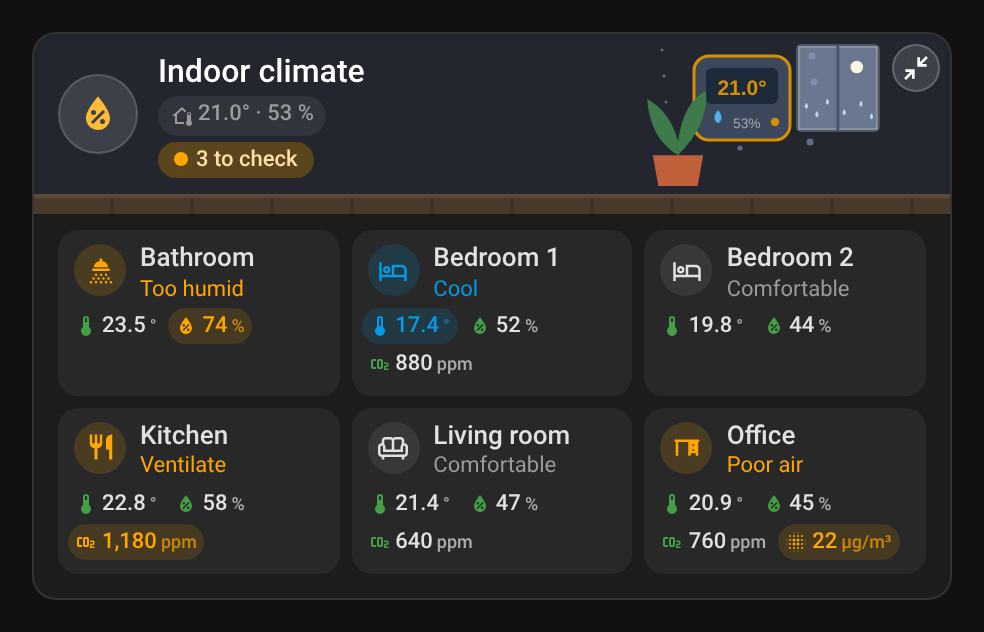 Indoor climate
21.0° · 53 %
3 to check
21.0°
53%
Bathroom
Too humid
23.5 °
74 %
Bedroom 1
Cool
17.4 °
52 %
CO₂ 880 ppm
Bedroom 2
Comfortable
19.8 °
44 %
Kitchen
Ventilate
22.8 °
58 %
CO₂ 1,180 ppm
Living room
Comfortable
21.4 °
47 %
CO₂ 640 ppm
Office
Poor air
20.9 °
45 %
CO₂ 760 ppm
22 µg/m³